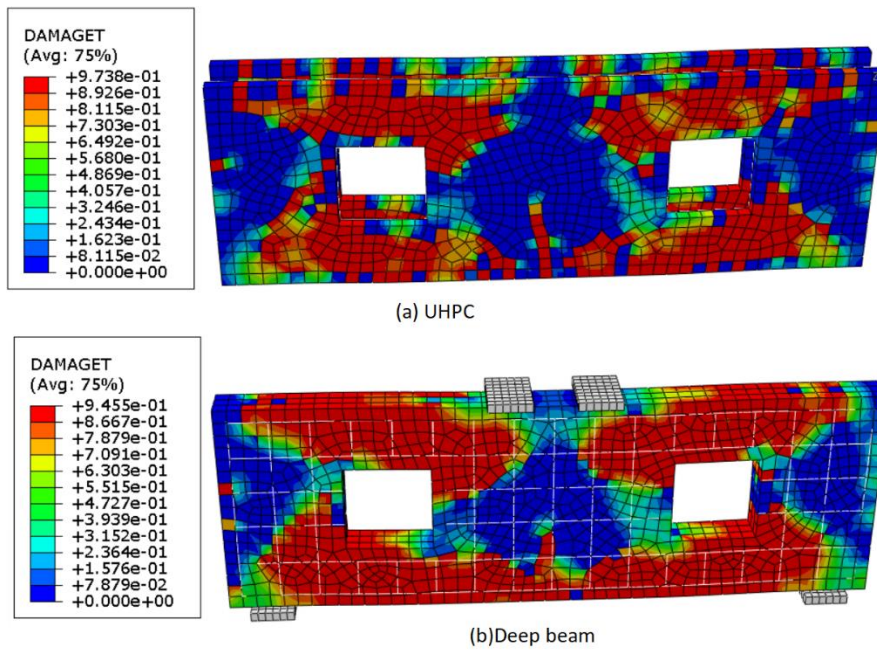 DAMAGET
(Avg: 75%)
+9.738e-01
+8.926e-01
+8.115e-01
+7.303e-01
+6.492e-01
+5.680e-01
+4.869e-01
+4.057e-01
+3.246e-01
+2.434e-01
+1.623e-01
+8.115e-02
+0.000e+00
(a) UHPC
DAMAGET
(Avg: 75%)
+9.455e-01
+8.667e-01
+7.879e-01
+7.091e-01
+6.303e-01
+5.515e-01
+4.727e-01
+3.939e-01
+3.152e-01
+2.364e-01
+1.576e-01
+7.879e-02
+0.000e+00
(b)Deep beam